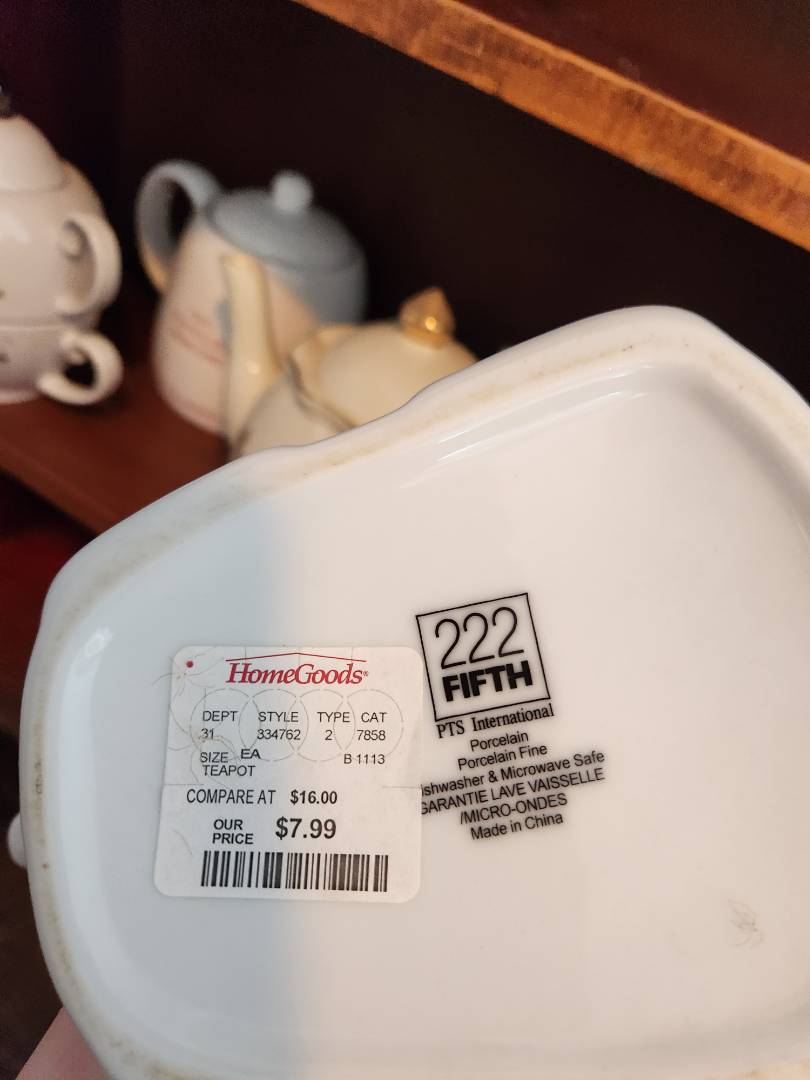 HomeGoods®
DEPT STYLE TYPE CAT
31 334762 2 7858
SIZE EA B 1113
TEAPOT
COMPARE AT $16.00
OUR PRICE $7.99
222
FIFTH
PTS International
Porcelain
Porcelain Fine
ishwasher & Microwave Safe
GARANTIE LAVE VAISSELLE
/MICRO-ONDES
Made in China